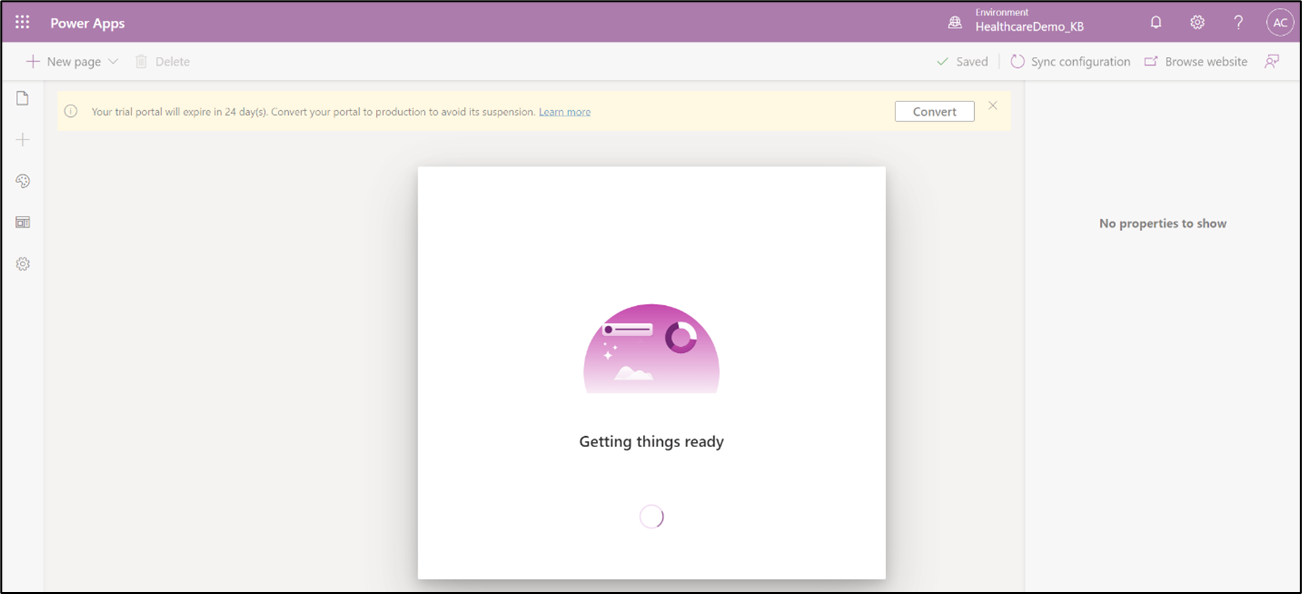 Power Apps
Environment
HealthcareDemo_KB
?
AC
New page
Delete
Saved
Sync configuration
Browse website
Your trial portal will expire in 24 day(s). Convert your portal to production to avoid its suspension. Learn more
Convert
No properties to show
Getting things ready